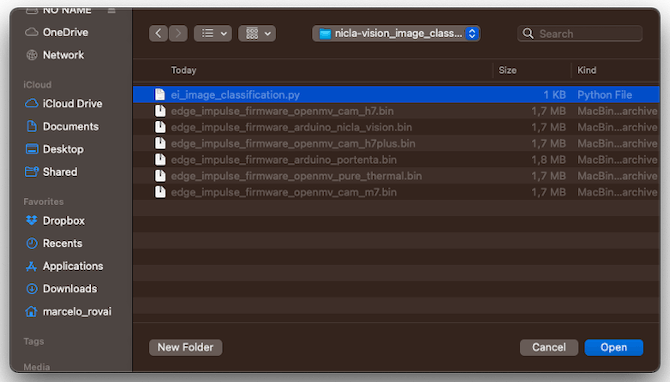 NO NAME
OneDrive
Network
iCloud
iCloud Drive
Documents
Desktop
Shared
Favorites
Dropbox
Recents
Applications
Downloads
marcelo_rovai
Tags
Media
nicla-vision_image_class...
Search
Today Size Kind
ei_image_classification.py 1 KB Python File
edge_impulse_firmware_openmv_cam_h7.bin 1,7 MB MacBin...archive
edge_impulse_firmware_arduino_nicla_vision.bin 1,7 MB MacBin...archive
edge_impulse_firmware_openmv_cam_h7plus.bin 1,7 MB MacBin...archive
edge_impulse_firmware_arduino_portenta.bin 1,8 MB MacBin...archive
edge_impulse_firmware_openmv_pure_thermal.bin 1,7 MB MacBin...archive
edge_impulse_firmware_openmv_cam_m7.bin 1,7 MB MacBin...archive
New Folder Cancel Open